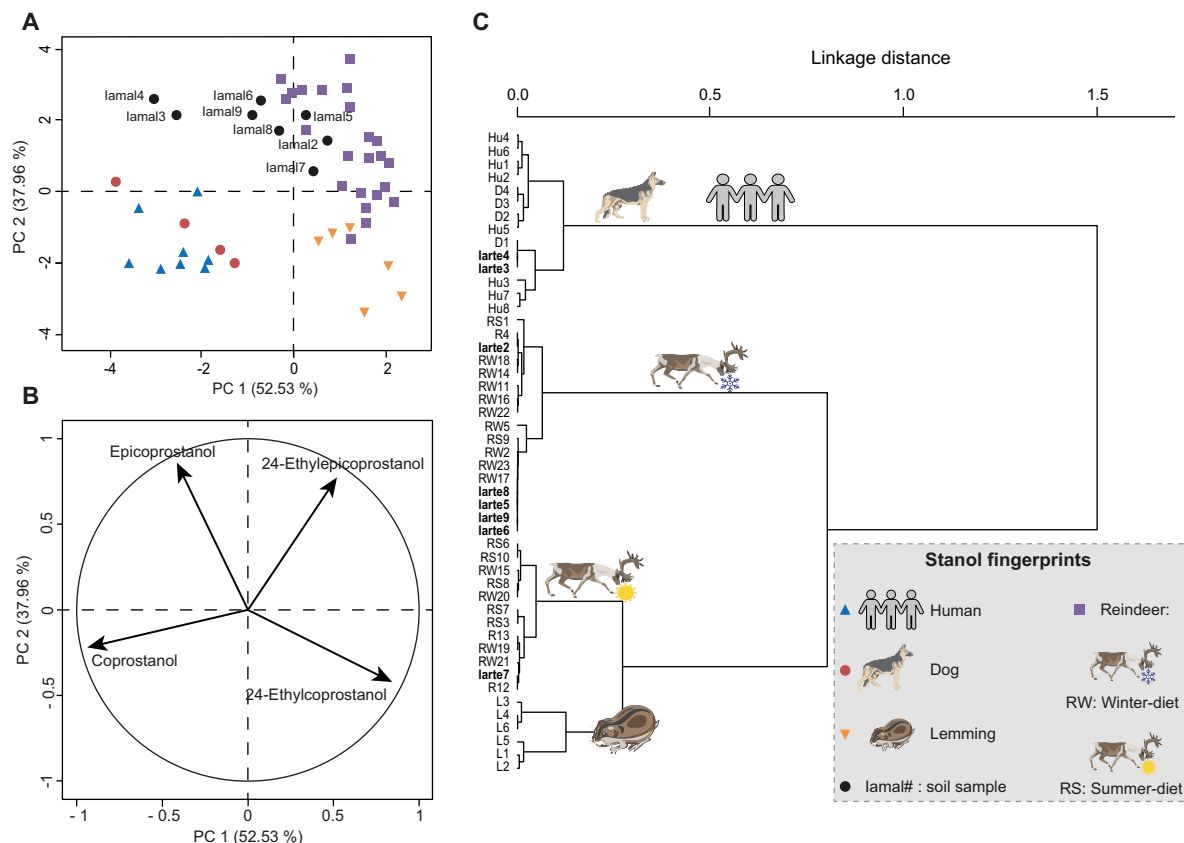 A
PC 2 (37.96 %)
4
2
0
-2
-4
Iamal4
Iamal3
Iamal6
Iamal9
Iamal8
Iamal5
Iamal2
Iamal7
-4
-2
0
2
PC 1 (52.53 %)
B
PC 2 (37.96 %)
1
0.5
0
-0.5
-1
Epicoprostanol
24-Ethylepicoprostanol
Coprostanol
24-Ethylcoprostanol
- 1
- 0.5
0
0.5
1
PC 1 (52.53 %)
C
Linkage distance
0.0
0.5
1.0
1.5
Hu4
Hu6
Hu1
Hu2
D4
D3
D2
Hu5
D1
Iarte4
Iarte3
Hu3
Hu7
Hu8
RS1
R4
Iarte2
RW18
RW14
RW11
RW16
RW22
RW5
RS9
RW2
RW23
RW17
Iarte8
Iarte5
Iarte9
Iarte6
RS6
RS10
RW15
RS8
RW20
RS7
RS3
R13
RW19
RW21
Iarte7
R12
L3
L4
L6
L5
L1
L2
Stanol fingerprints
Human
Dog
Lemming
Iamal# : soil sample
Reindeer:
RW: Winter-diet
RS: Summer-diet